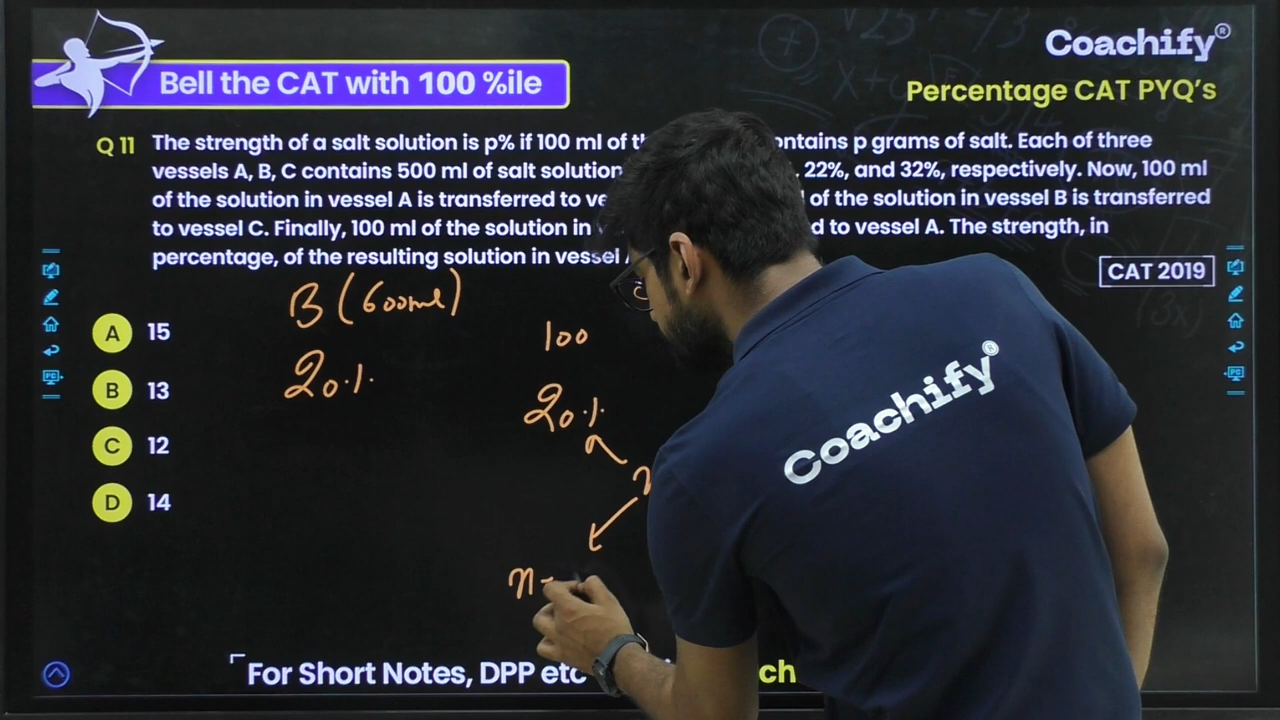 Bell the CAT with 100 %ile
Coachify®
Percentage CAT PYQ's
Q 11 The strength of a salt solution is p% if 100 ml of ontains p grams of salt. Each of three
vessels A, B, C contains 500 ml of salt solution 22%, and 32%, respectively. Now, 100 ml
of the solution in vessel A is transferred to of the solution in vessel B is transferred
to vessel C. Finally, 100 ml of the solution in to vessel A. The strength, in
percentage, of the resulting solution in vessel
CAT 2019
B (600ml)
20%
100
20%
A 15
B 13
C 12
D 14
Coachify®
For Short Notes, DPP etc